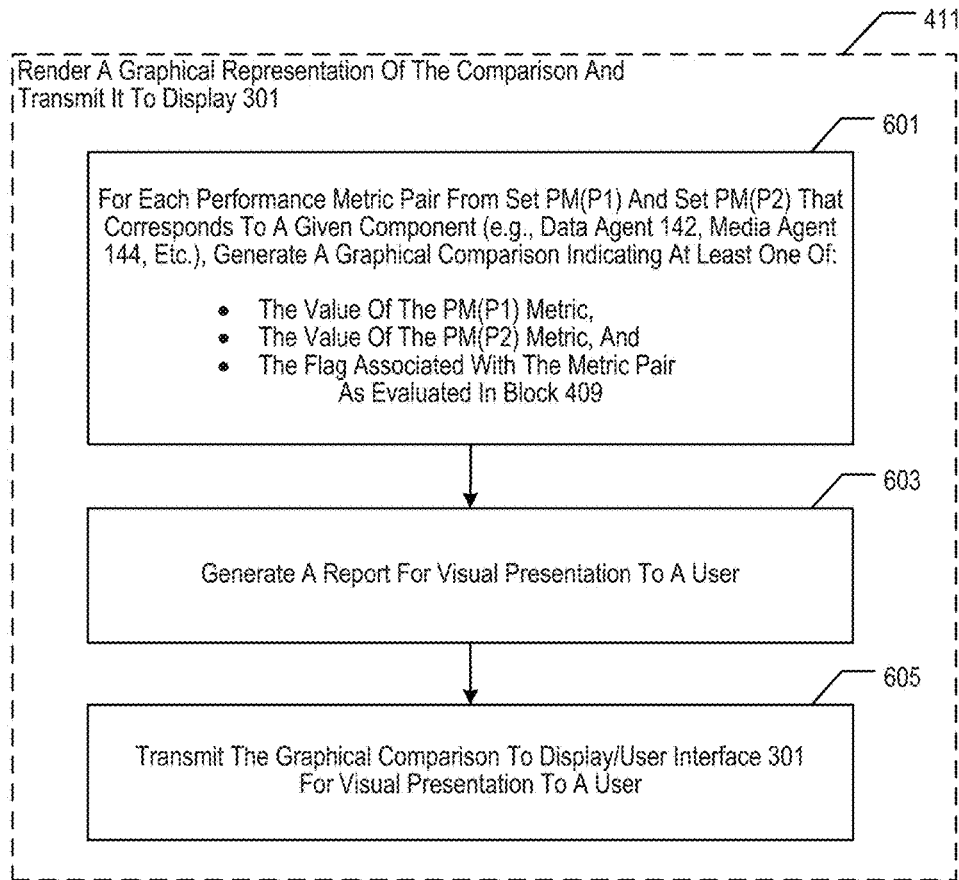 411
Render A Graphical Representation Of The Comparison And
Transmit It To Display 301
601
For Each Performance Metric Pair From Set PM(P1) And Set PM(P2) That
Corresponds To A Given Component (e.g., Data Agent 142, Media Agent
144, Etc.), Generate A Graphical Comparison Indicating At Least One Of:
• The Value Of The PM(P1) Metric,
• The Value Of The PM(P2) Metric, And
• The Flag Associated With The Metric Pair
As Evaluated In Block 409
603
Generate A Report For Visual Presentation To A User
605
Transmit The Graphical Comparison To Display/User Interface 301
For Visual Presentation To A User